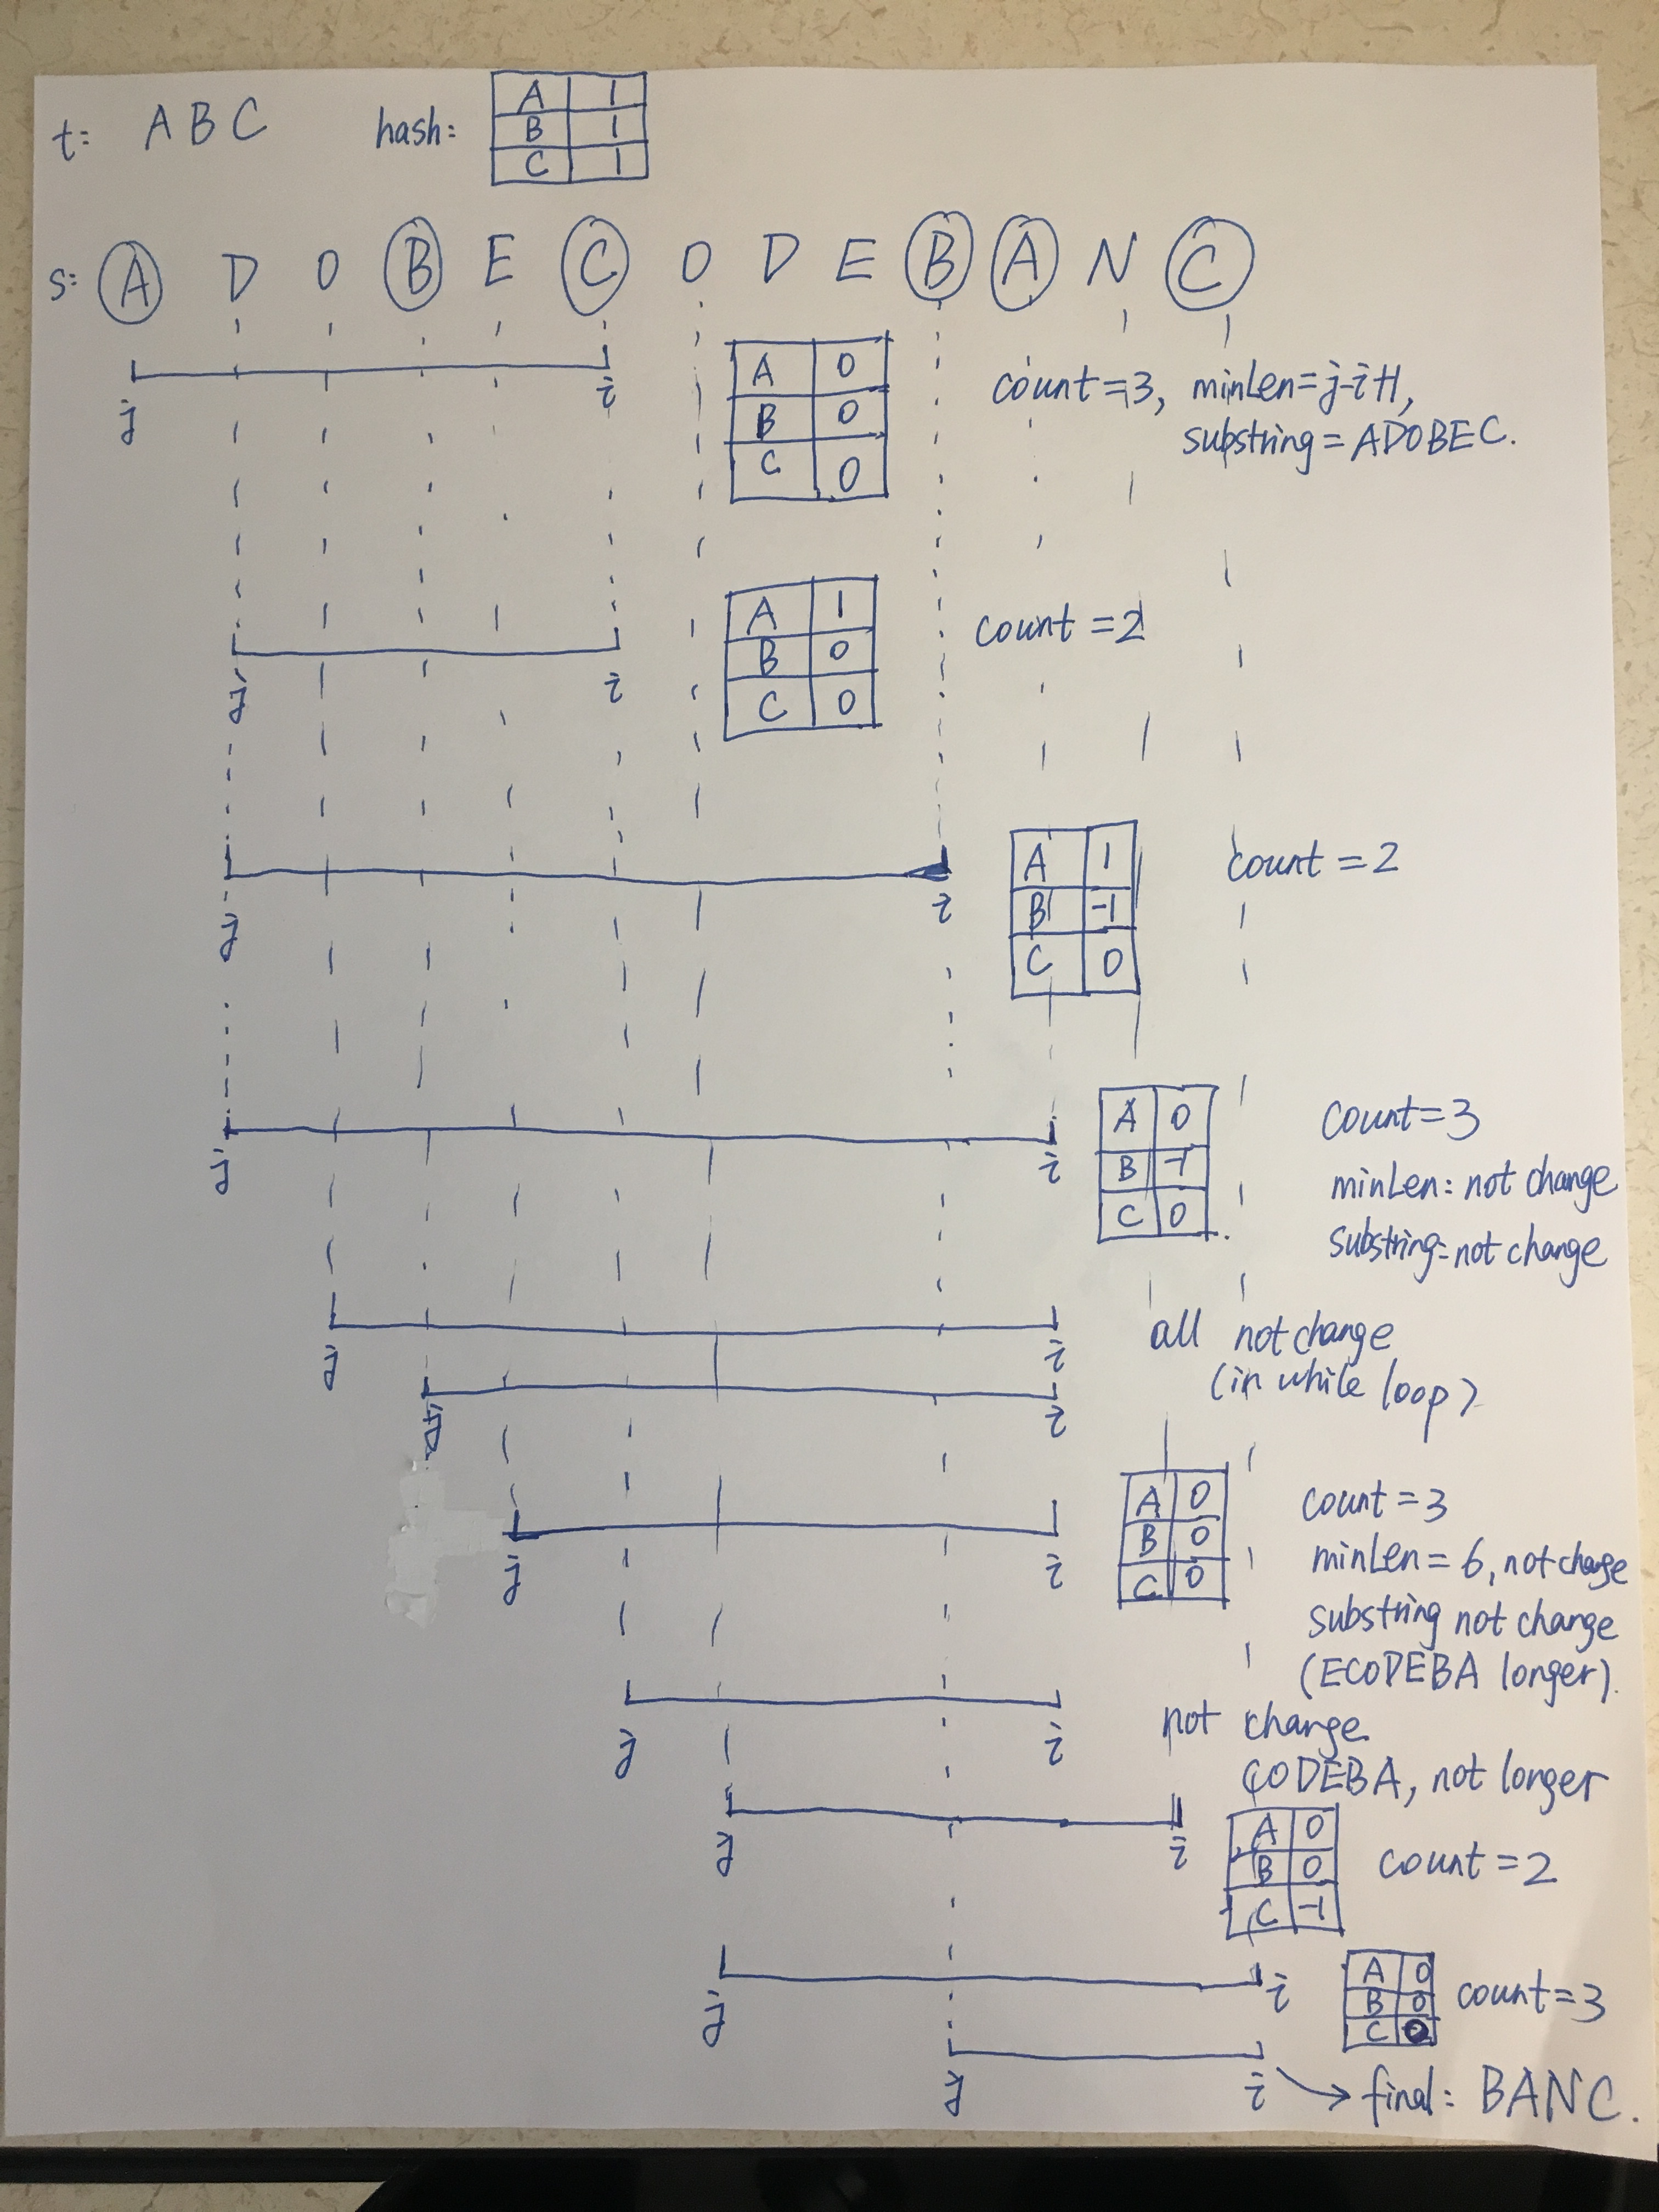 t: ABC hash:
A 1
B 1
C 1
s: A D O B E C O D E B A N C
j i
A 0
B 0
C 0
count=3, minLen=j-i+1,
substring=ADOBEC.
j i
A 1
B 0
C 0
count=2
j i
A 1
B -1
C 0
count=2
j i
A 0
B -1
C 0
count=3
minLen: not change
substring: not change
j i
all not change
(in while loop)
j i
j i
A 0
B 0
C 0
count=3
minLen=6, not change
substring not change
(ECODEBA longer).
j i
not change
CODEBA, not longer
j i
A 0
B 0
C -1
count=2
j i
A 0
B 0
C 0
count=3
j i
final: BANC.